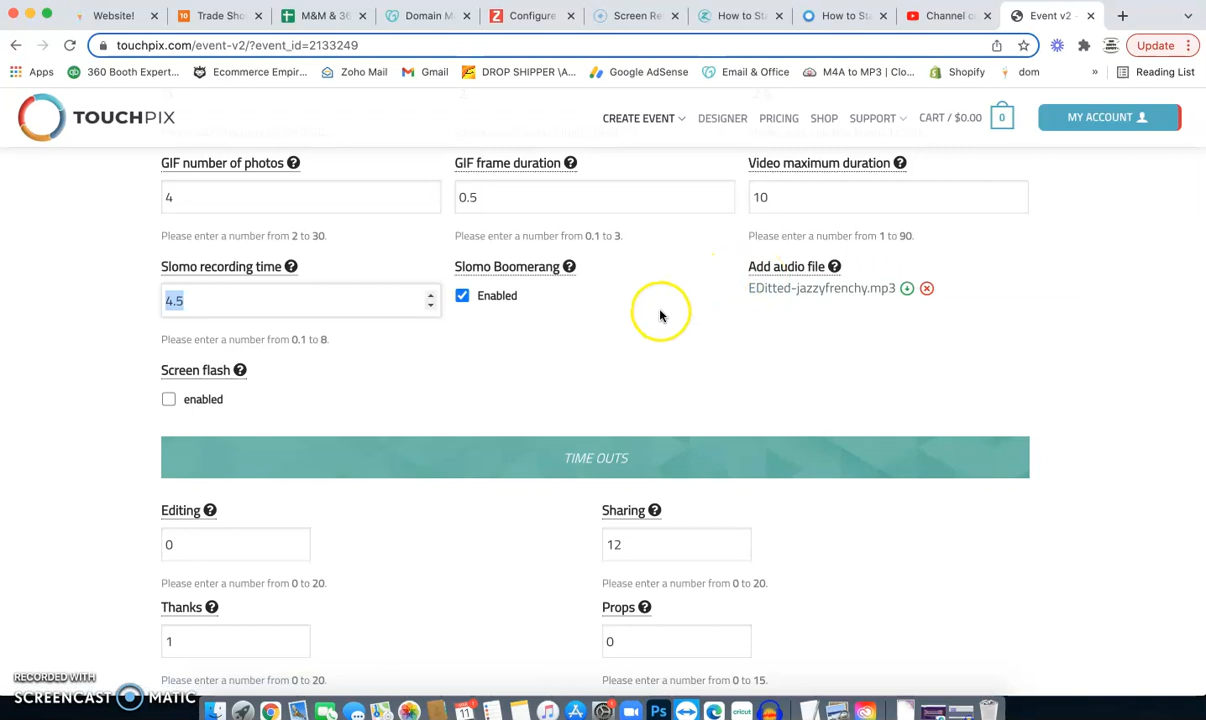 Website!
Trade Sho
M&M & 36
Domain M
Configure
Screen Re
How to Sta
How to Sta
Channel c
Event v2
touchpix.com/event-v2/?event_id=2133249
Update
Apps
360 Booth Expert...
Ecommerce Empir...
Zoho Mail
Gmail
DROP SHIPPER \A...
Google AdSense
Email & Office
M4A to MP3 | Clo...
Shopify
dom
»
Reading List
TOUCHPIX
CREATE EVENT
DESIGNER
PRICING
SHOP
SUPPORT
CART / $0.00
0
MY ACCOUNT
GIF number of photos
GIF frame duration
Video maximum duration
4
0.5
10
Please enter a number from 2 to 30.
Please enter a number from 0.1 to 3.
Please enter a number from 1 to 90.
Slomo recording time
Slomo Boomerang
Add audio file
4.5
Enabled
EDitted-jazzyfrenchy.mp3
Please enter a number from 0.1 to 8.
Screen flash
enabled
TIME OUTS
Editing
Sharing
0
12
Please enter a number from 0 to 20.
Please enter a number from 0 to 20.
Thanks
Props
1
0
Please enter a number from 0 to 20.
Please enter a number from 0 to 15.
RECORDED WITH
SCREENCAST MATIC
11
Ps
cricut